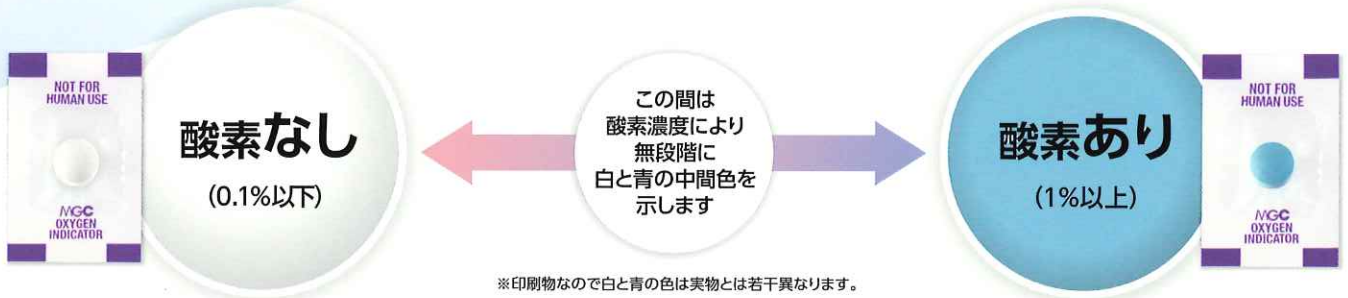 NOT FOR
HUMAN USE
MGC
OXYGEN
INDICATOR
酸素なし
(0.1%以下)
この間は
酸素濃度により
無段階に
白と青の中間色を
示します
酸素あり
(1%以上)
NOT FOR
HUMAN USE
MGC
OXYGEN
INDICATOR
※印刷物なので白と青の色は実物とは若干異なります。